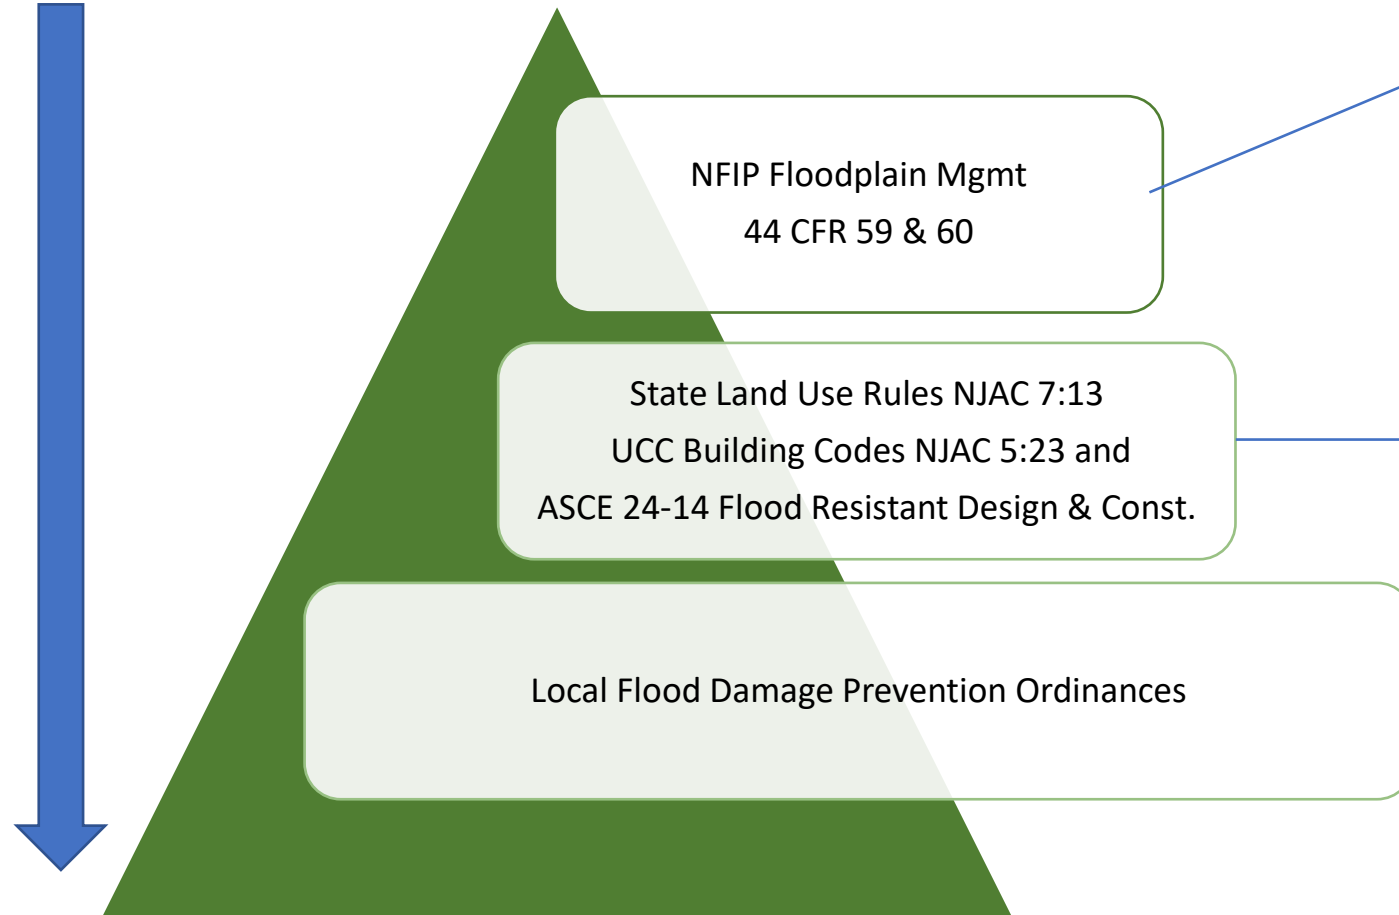 NFIP Floodplain Mgmt
44 CFR 59 & 60
State Land Use Rules NJAC 7:13
UCC Building Codes NJAC 5:23 and
ASCE 24-14 Flood Resistant Design & Const.
Local Flood Damage Prevention Ordinances